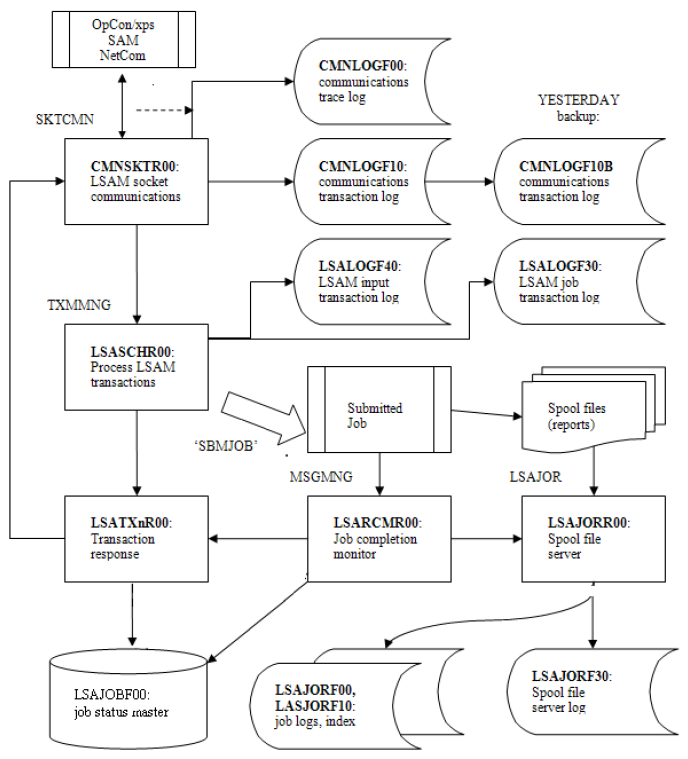 OpCon/xps
SAM
NetCom
CMNLOGF00:
communications
trace log
YESTERDAY
backup:
SKTCMN
CMNSKTR00:
LSAM socket
communications
CMNLOGF10:
communications
transaction log
CMNLOGF10B
communications
transaction log
LSALOGF40:
LSAM input
transaction log
LSALOGF30:
LSAM job
transaction log
TXMMNG
LSASCHR00:
Process LSAM
transactions
Submitted
Job
Spool files
(reports)
‘SBMJOB’
MSGMNG
LSAJOR
LSATXnR00:
Transaction
response
LSARCMR00:
Job completion
monitor
LSAJORR00:
Spool file
server
LSAJOBF00:
job status master
LSAJORF00,
LASJORF10:
job logs, index
LSAJORF30:
Spool file
server log